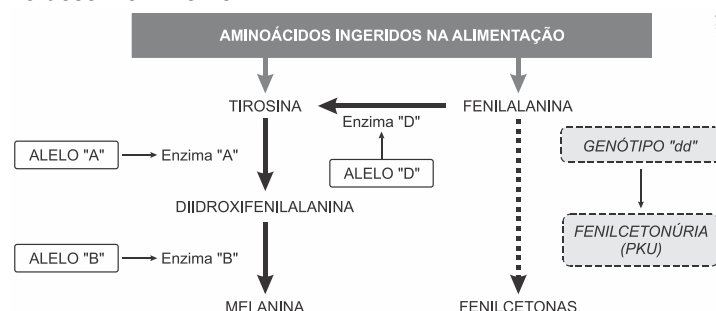 AMINOÁCIDOS INGERIDOS NA ALIMENTAÇÃO
TIROSINA
FENILALANINA
Enzima "D"
ALELO "A"
Enzima "A"
ALELO "D"
GENÓTIPO "dd"
DIIDROXIFENILALANINA
FENILCETONÚRIA
(PKU)
ALELO "B"
Enzima "B"
MELANINA
FENILCETONAS